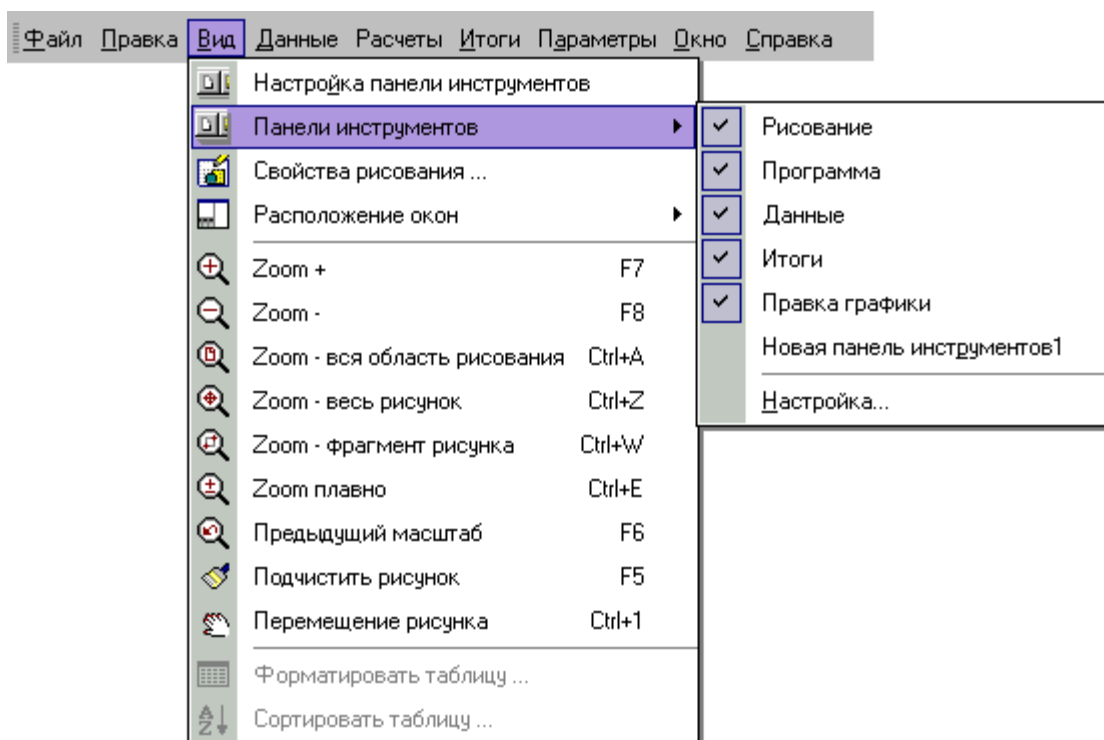 Файл Правка Вид Данные Расчеты Итоги Параметры Окно Справка
Настройка панели инструментов
Панели инструментов
Свойства рисования ...
Расположение окон
Zoom + F7
Zoom - F8
Zoom - вся область рисования Ctrl+A
Zoom - весь рисунок Ctrl+Z
Zoom - фрагмент рисунка Ctrl+W
Zoom плавно Ctrl+E
Предыдущий масштаб F6
Подчистить рисунок F5
Перемещение рисунка Ctrl+1
Форматировать таблицу ...
Сортировать таблицу ...
Рисование
Программа
Данные
Итоги
Правка графики
Новая панель инструментов1
Настройка...